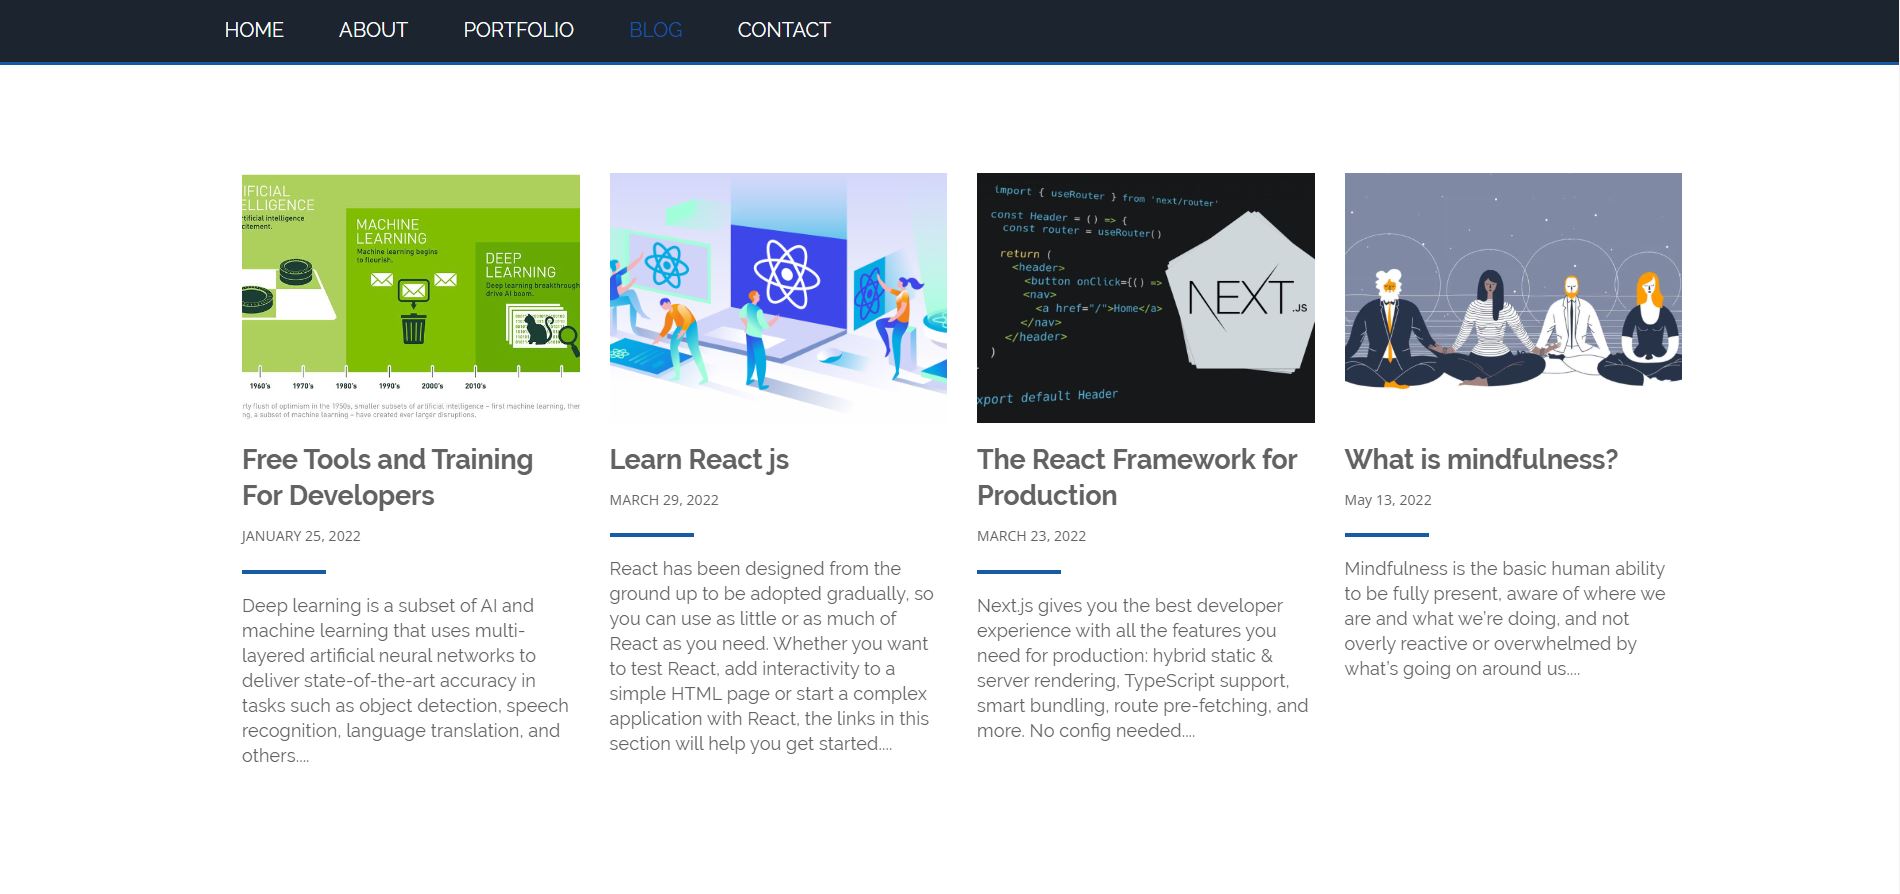 HOME ABOUT PORTFOLIO BLOG CONTACT
IFICIAL
ELLIGENCE
rtificial intelligence
citement.
MACHINE
LEARNING
Machine learning begins
to flourish.
DEEP
LEARNING
Deep learning breakthrough
drive AI boom.
1960's 1970's 1980's 1990's 2000's 2010's
rly flush of optimism in the 1950s, smaller subsets of artificial intelligence – first machine learning, ther
ng, a subset of machine learning – have created ever larger disruptions.
Free Tools and Training
For Developers
JANUARY 25, 2022
Deep learning is a subset of AI and
machine learning that uses multi-
layered artificial neural networks to
deliver state-of-the-art accuracy in
tasks such as object detection, speech
recognition, language translation, and
others....
Learn React js
MARCH 29, 2022
React has been designed from the
ground up to be adopted gradually, so
you can use as little or as much of
React as you need. Whether you want
to test React, add interactivity to a
simple HTML page or start a complex
application with React, the links in this
section will help you get started....
import { useRouter } from 'next/router'
const Header = () => {
const router = useRouter()
return (
<header>
<button onClick={() =>
<nav>
<a href="/">Home</a>
</nav>
</header>
)
xport default Header
NEXT.JS
The React Framework for
Production
MARCH 23, 2022
Next.js gives you the best developer
experience with all the features you
need for production: hybrid static &
server rendering, TypeScript support,
smart bundling, route pre-fetching, and
more. No config needed....
What is mindfulness?
May 13, 2022
Mindfulness is the basic human ability
to be fully present, aware of where we
are and what we’re doing, and not
overly reactive or overwhelmed by
what’s going on around us....